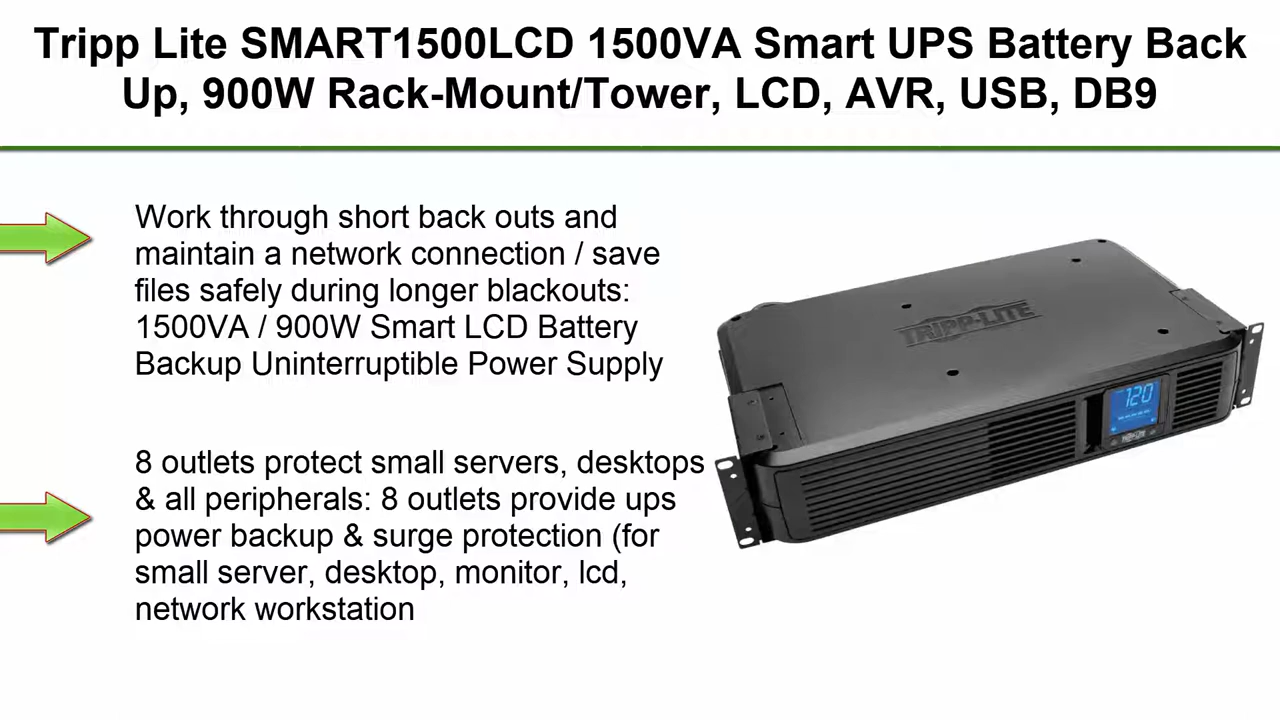 Tripp Lite SMART1500LCD 1500VA Smart UPS Battery Back
Up, 900W Rack-Mount/Tower, LCD, AVR, USB, DB9
Work through short back outs and
maintain a network connection / save
files safely during longer blackouts:
1500VA / 900W Smart LCD Battery
Backup Uninterruptible Power Supply
8 outlets protect small servers, desktops
& all peripherals: 8 outlets provide ups
power backup & surge protection (for
small server, desktop, monitor, lcd,
network workstation
TRIPP-LITE
120
TRIPP-LITE